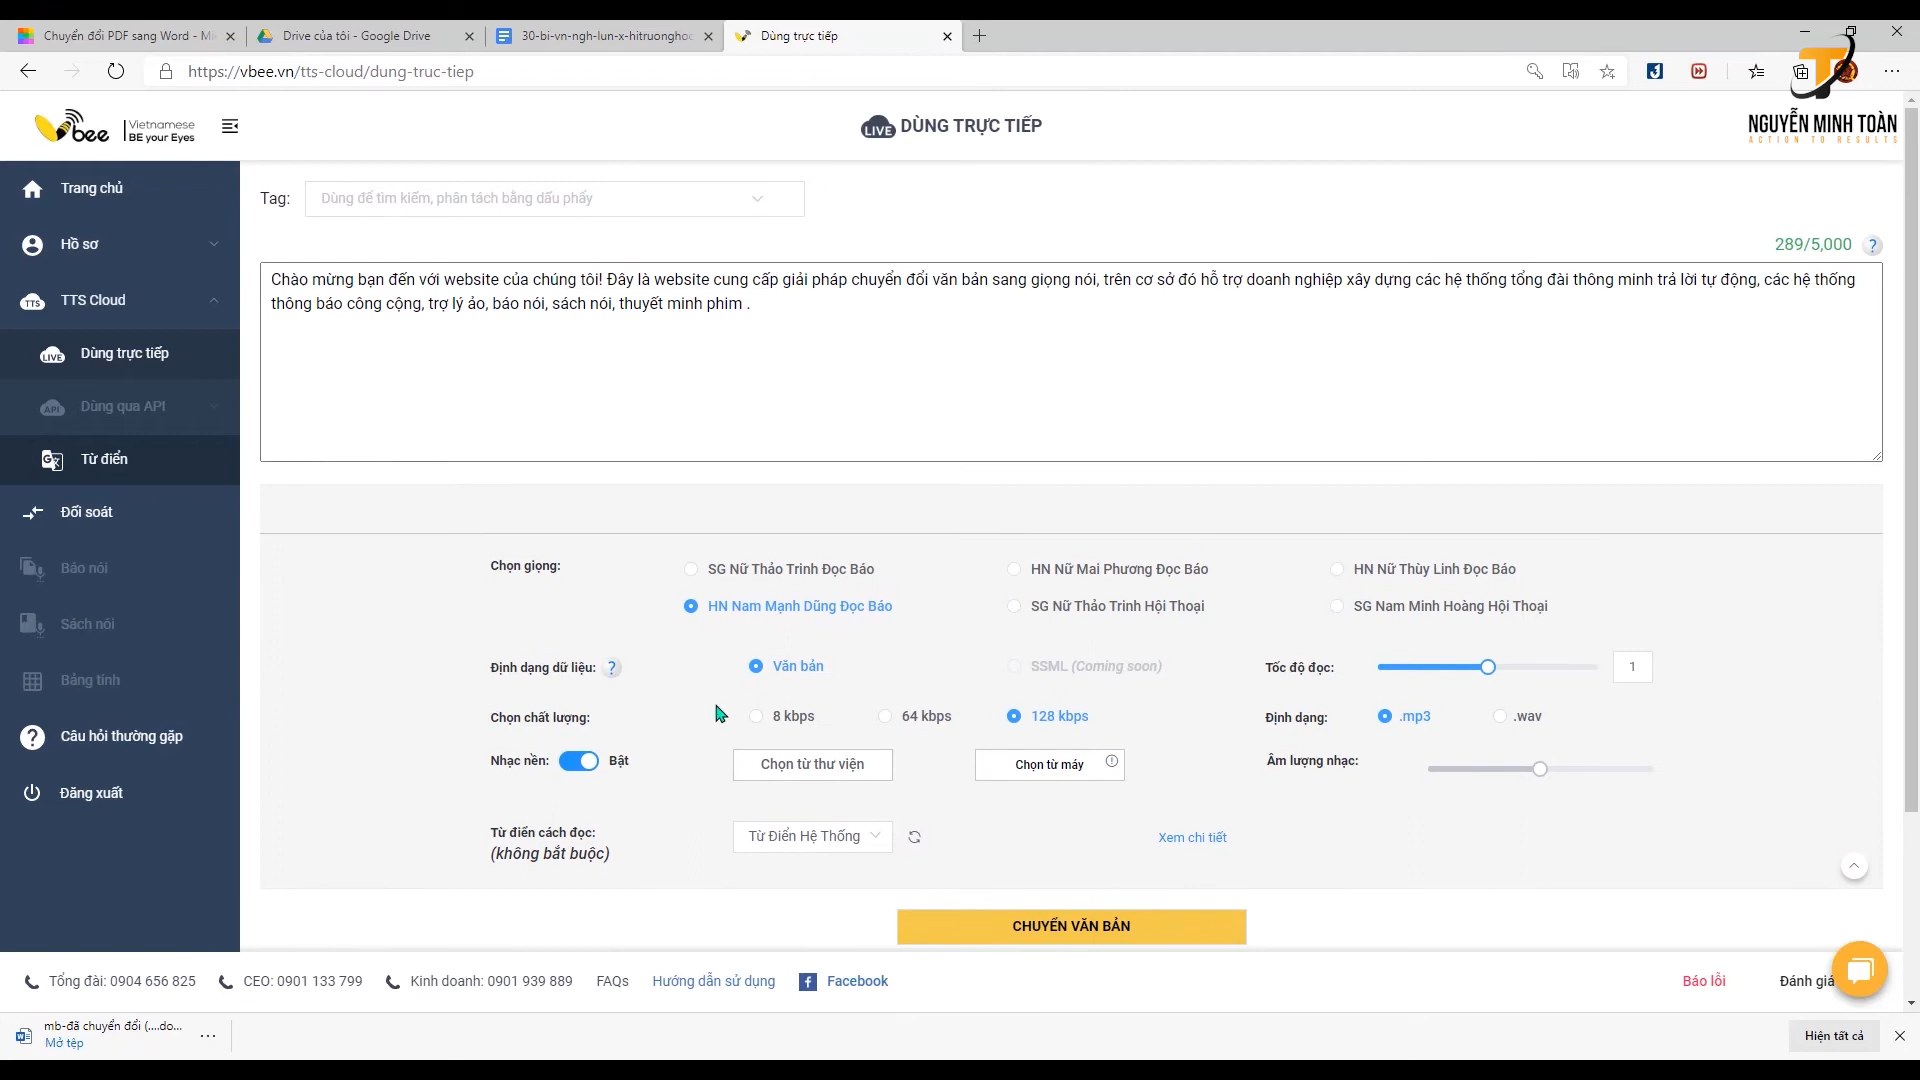 Chuyển đổi PDF sang Word - Mi
Drive của tôi - Google Drive
30-bi-vn-ngh-lun-x-hitruonghoc
Dùng trực tiếp
https://vbee.vn/tts-cloud/dung-truc-tiep
bee
Vietnamese
BE your Eyes
LIVE DÙNG TRỰC TIẾP
NGUYỄN MINH TOÀN
ACTION TO RESULTS
Trang chủ
Hồ sơ
TTS TTS Cloud
LIVE Dùng trực tiếp
API Dùng qua API
Từ điển
Đối soát
Báo nói
Sách nói
Bảng tính
? Câu hỏi thường gặp
Đăng xuất
Tag: Dùng để tìm kiếm, phân tách bằng dấu phẩy
289/5,000 ?
Chào mừng bạn đến với website của chúng tôi! Đây là website cung cấp giải pháp chuyển đổi văn bản sang giọng nói, trên cơ sở đó hỗ trợ doanh nghiệp xây dựng các hệ thống tổng đài thông minh trả lời tự động, các hệ thống
thông báo công cộng, trợ lý ảo, báo nói, sách nói, thuyết minh phim .
Chọn giọng: SG Nữ Thảo Trinh Đọc Báo HN Nữ Mai Phương Đọc Báo HN Nữ Thùy Linh Đọc Báo
HN Nam Mạnh Dũng Đọc Báo SG Nữ Thảo Trinh Hội Thoại SG Nam Minh Hoàng Hội Thoại
Định dạng dữ liệu: ? Văn bản SSML (Coming soon) Tốc độ đọc: 1
Chọn chất lượng: 8 kbps 64 kbps 128 kbps Định dạng: .mp3 .wav
Nhạc nền: Bật Chọn từ thư viện Chọn từ máy Âm lượng nhạc:
Từ điển cách đọc: Từ Điển Hệ Thống Xem chi tiết
(không bắt buộc)
CHUYỂN VĂN BẢN
Tổng đài: 0904 656 825 CEO: 0901 133 799 Kinh doanh: 0901 939 889 FAQs Hướng dẫn sử dụng Facebook Báo lỗi Đánh giá
mb-đã chuyển đổi (....do...
Mở tệp
Hiện tất cả